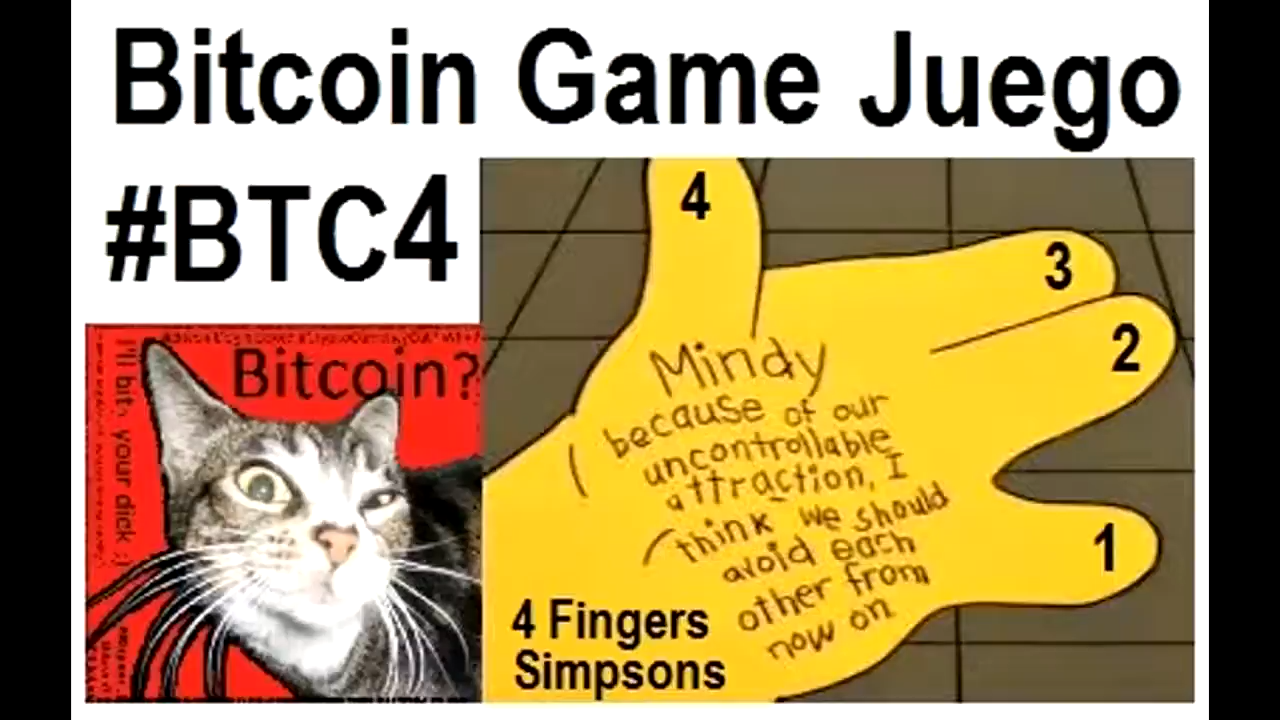 Bitcoin Game Juego
#BTC4
4
3
2
1
Mindy
because of our
uncontrollable
attraction, I
think we should
avoid each
other from
now on
4 Fingers
Simpsons
Bitcoin?
I'll bit, your dick :)